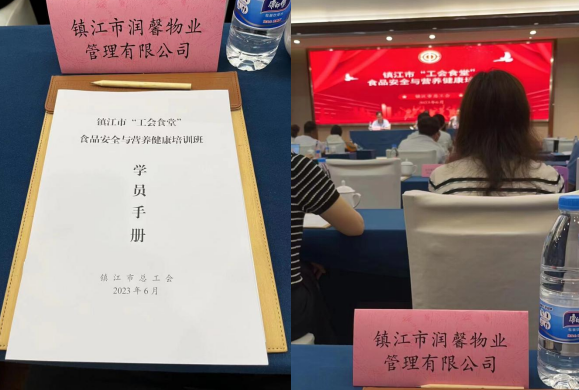 镇江市润馨物业
管理有限公司
镇江市“工会食堂”
食品安全与营养健康培训班
学
员
手
册
镇江市总工会
2023年6月
镇江市“工会食堂”
食品安全与营养健康培
镇江市润馨物业
管理有限公司